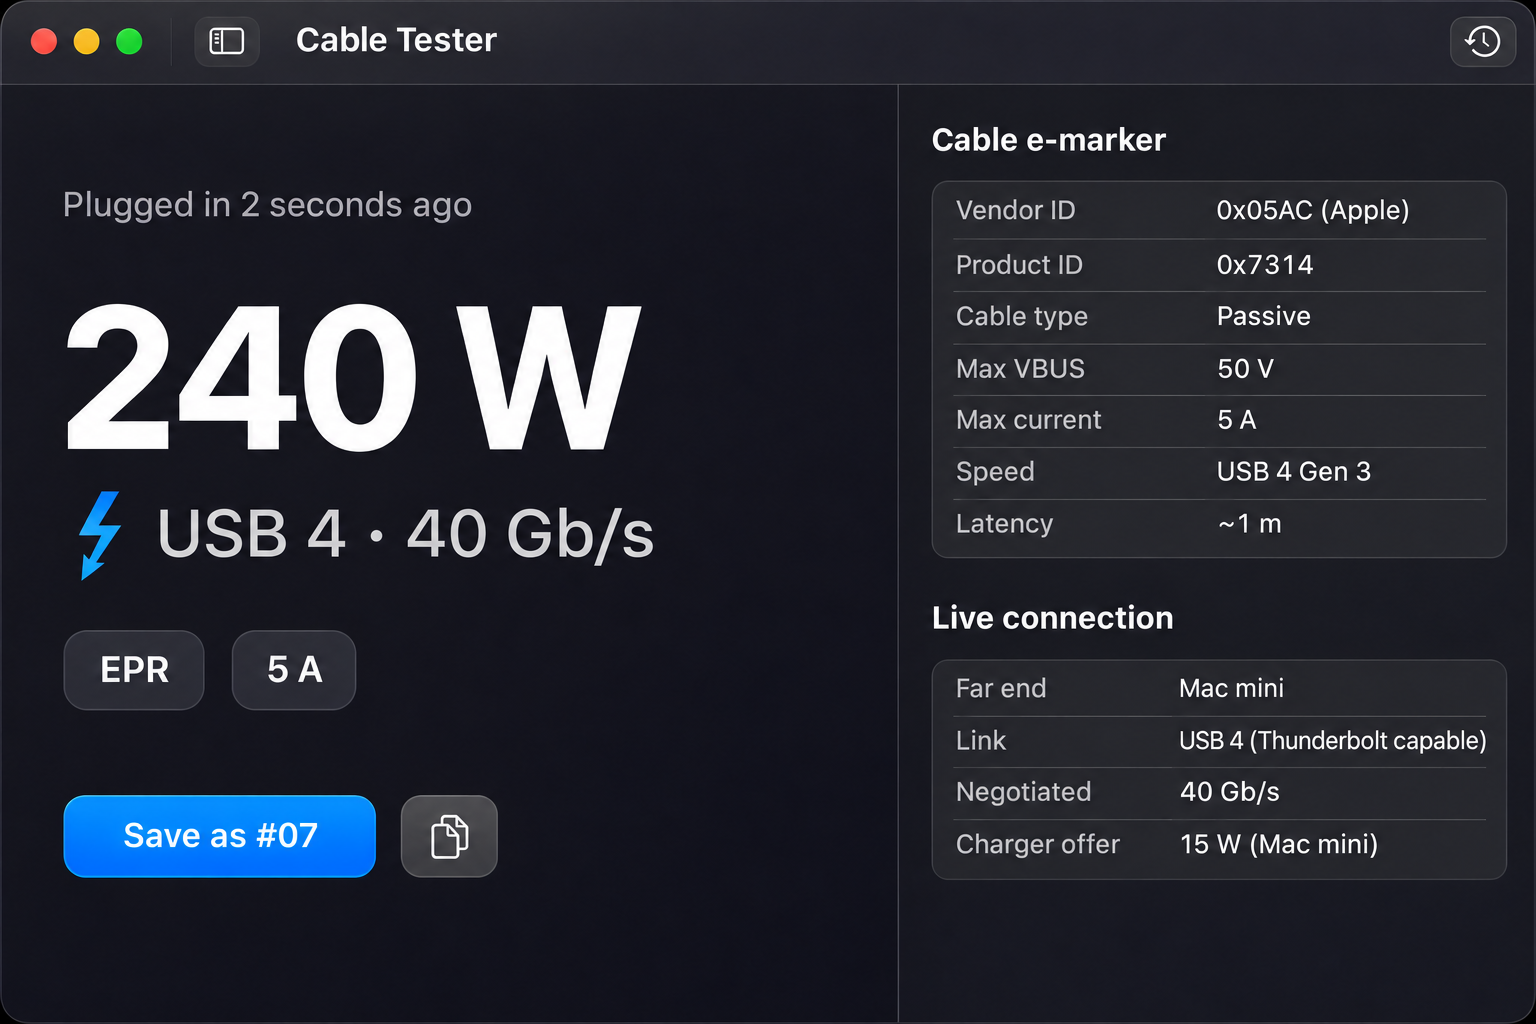 Cable Tester
Plugged in 2 seconds ago
240 W
USB 4 • 40 Gb/s
EPR
5 A
Save as #07
Cable e-marker
Vendor ID 0x05AC (Apple)
Product ID 0x7314
Cable type Passive
Max VBUS 50 V
Max current 5 A
Speed USB 4 Gen 3
Latency ~1 m
Live connection
Far end Mac mini
Link USB 4 (Thunderbolt capable)
Negotiated 40 Gb/s
Charger offer 15 W (Mac mini)